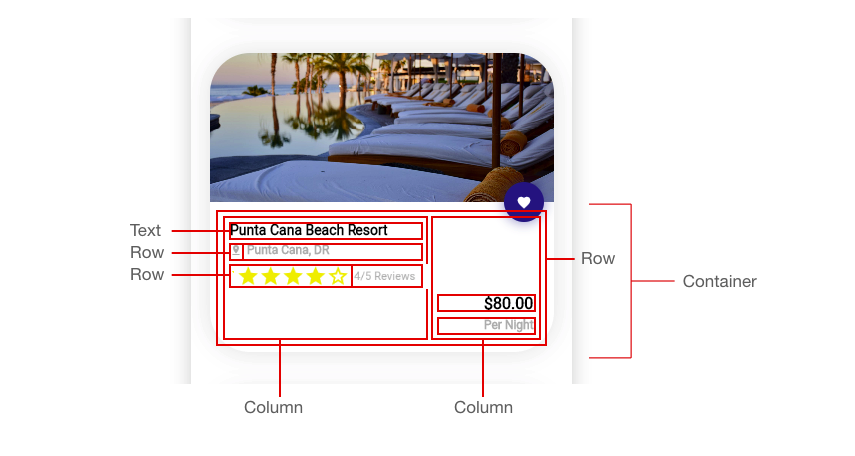 Text
Row
Row
Punta Cana Beach Resort
Punta Cana, DR
4/5 Reviews
$80.00
Per Night
Row
Container
Column
Column